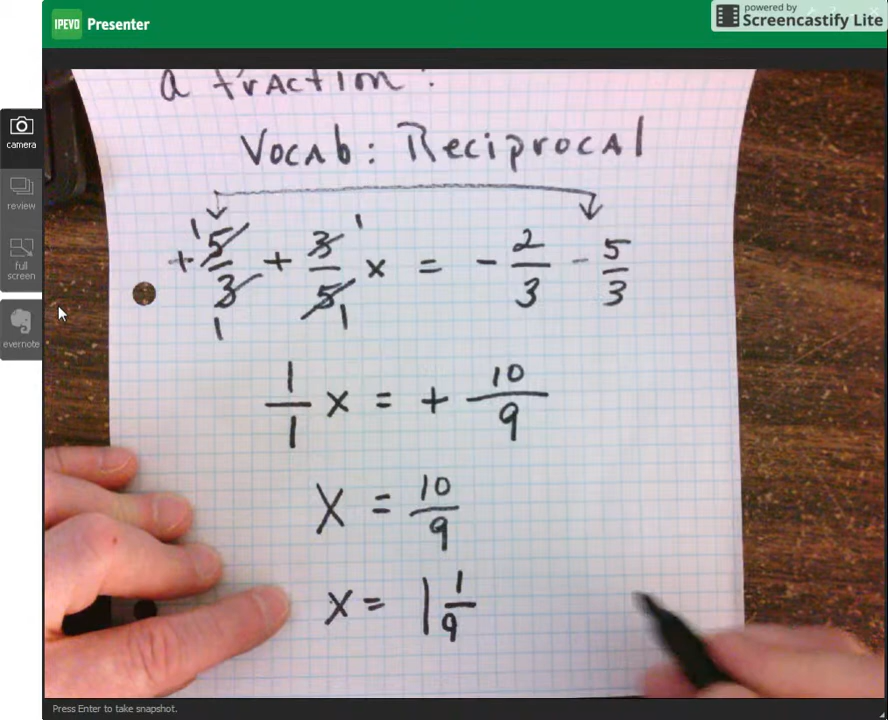 IPEVO Presenter
powered by
Screencastify Lite
camera
review
full
screen
evernote
a fraction:
Vocab: Reciprocal
+5/3 + 3/5 x = - 2/3 - 5/3
1 1 1 1
1/1 x = + 10/9
x = 10/9
x = 1 1/9
Press Enter to take snapshot.